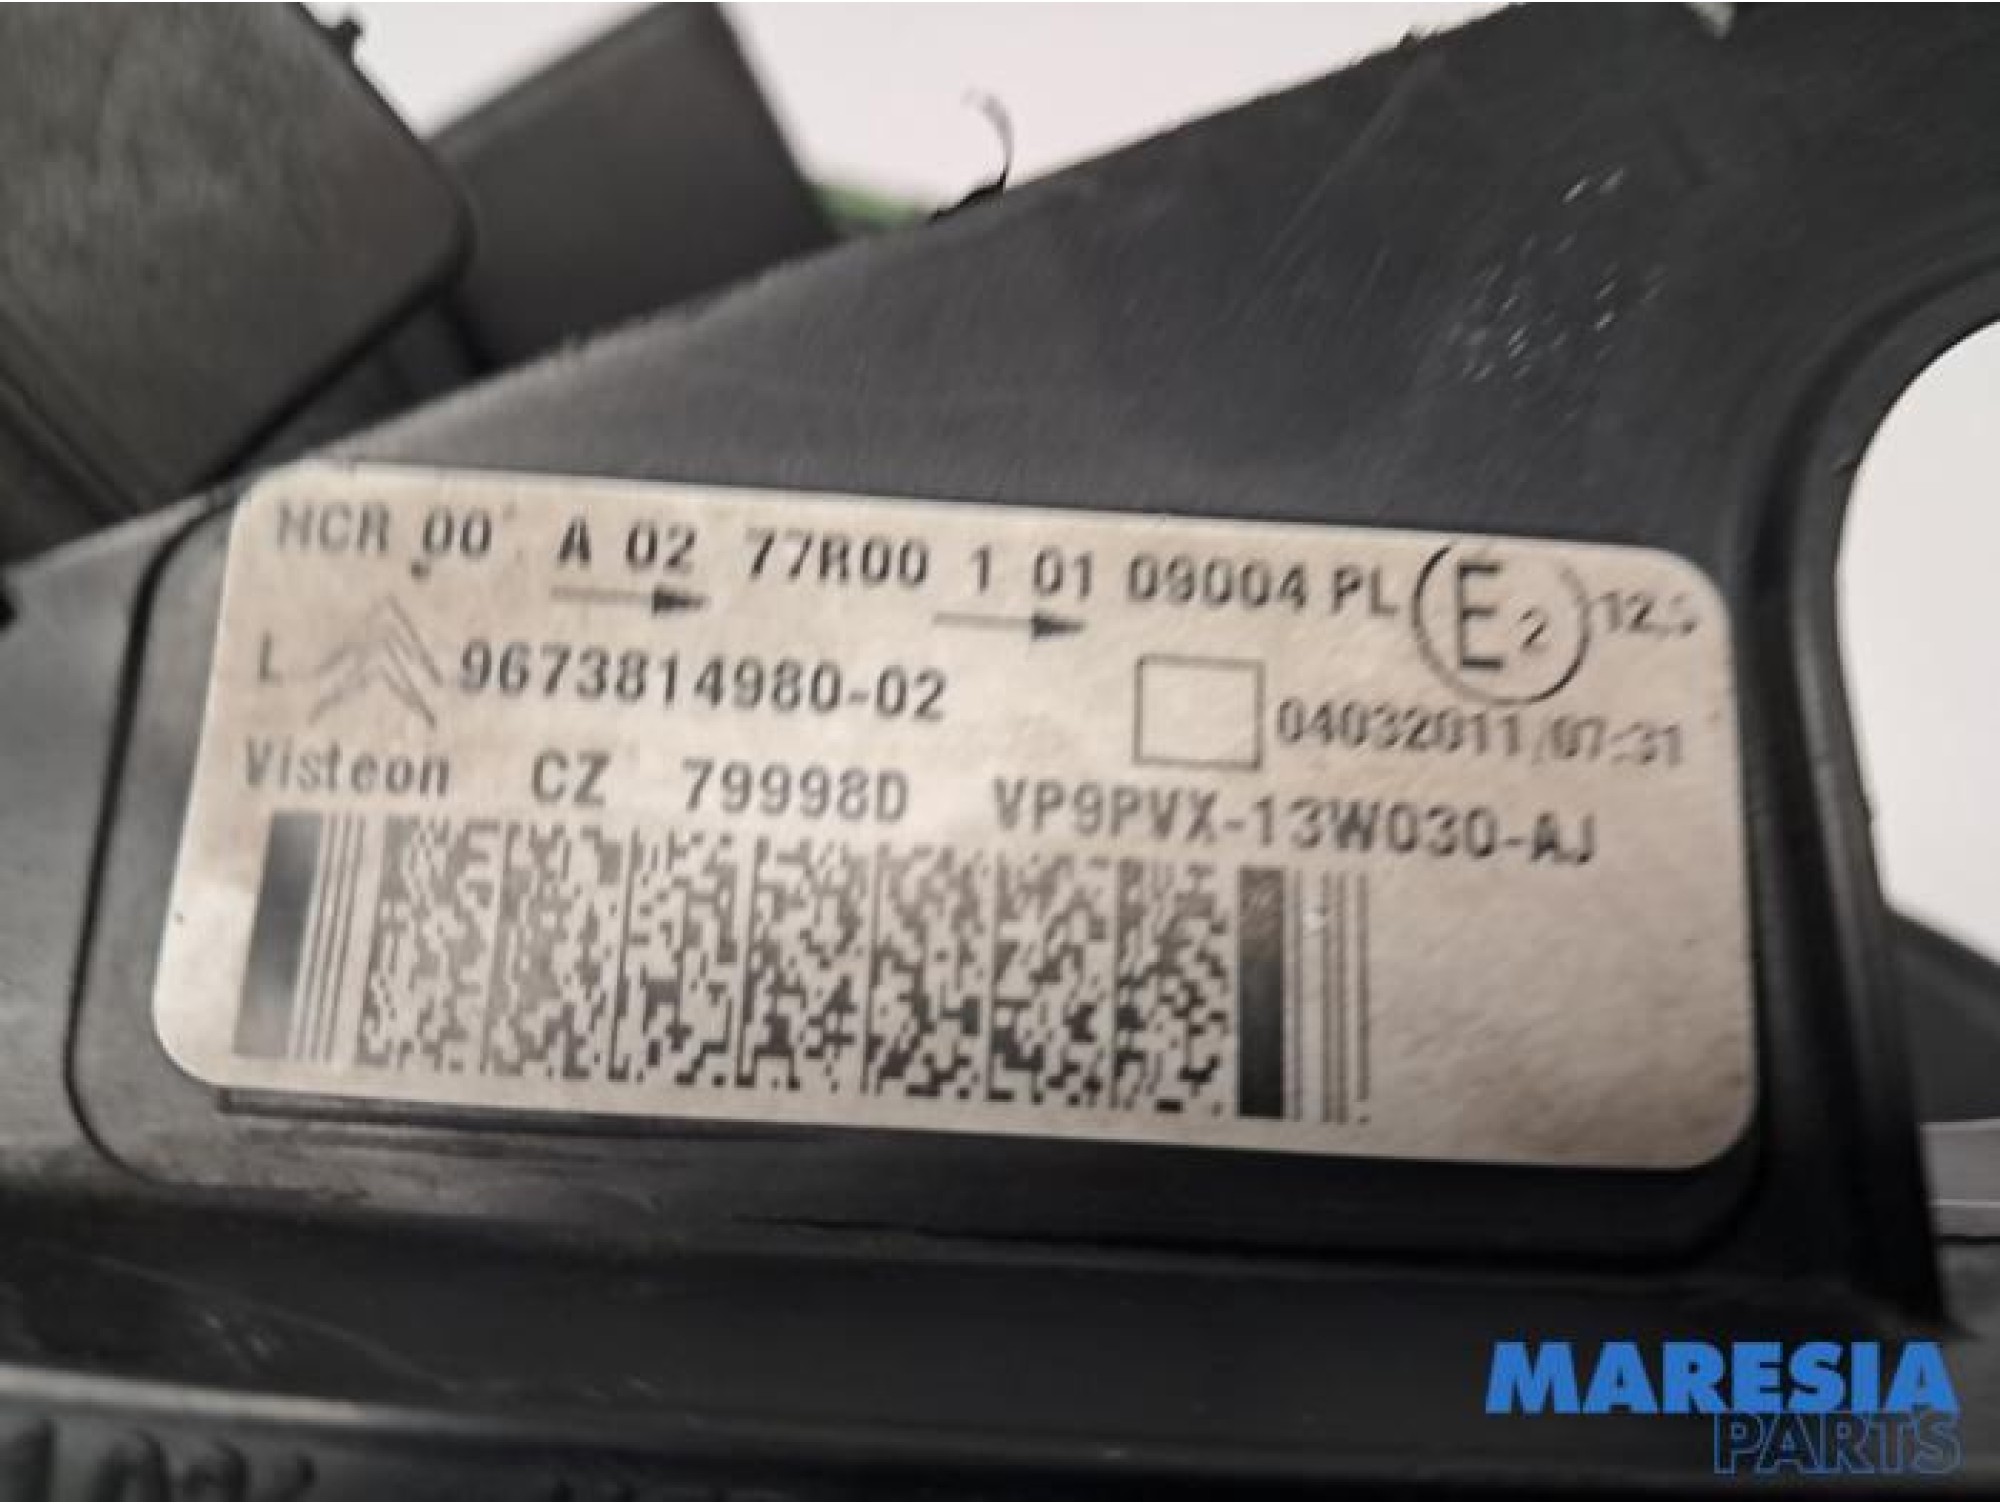 HCR 00 A 02 77R00 1 01 09004 PL E2
L 9673814980-02 04032011/07:31
Visteon CZ 79998D VP9PVX-13W030-AJ
MARESIA
PARTS